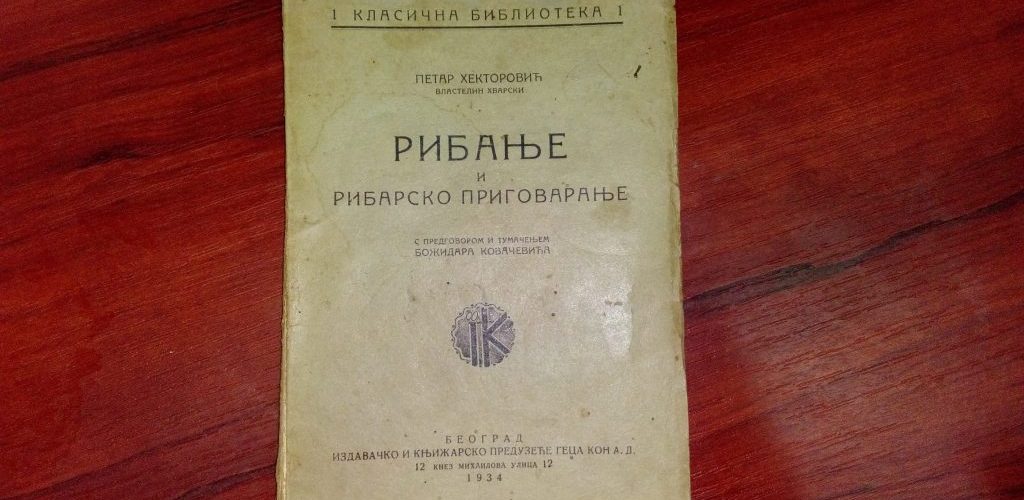 1 КЛАСИЧНА БИБЛИОТЕКА 1
ПЕТАР ХЕКТОРОВИЋ
ВЛАСТЕЛИН ХВАРСКИ
РИБАЊЕ
И
РИБАРСКО ПРИГОВАРАЊЕ
С ПРЕДГОВОРОМ И ТУМАЧЕЊЕМ
БОЖИДАРА КОВАЧЕВИЋА
БЕОГРАД
ИЗДАВАЧКО И КЊИЖАРСКО ПРЕДУЗЕЋЕ ГЕЦА КОН А. Д.
12 КНЕЗ МИХАИЛОВА УЛИЦА 12
1934